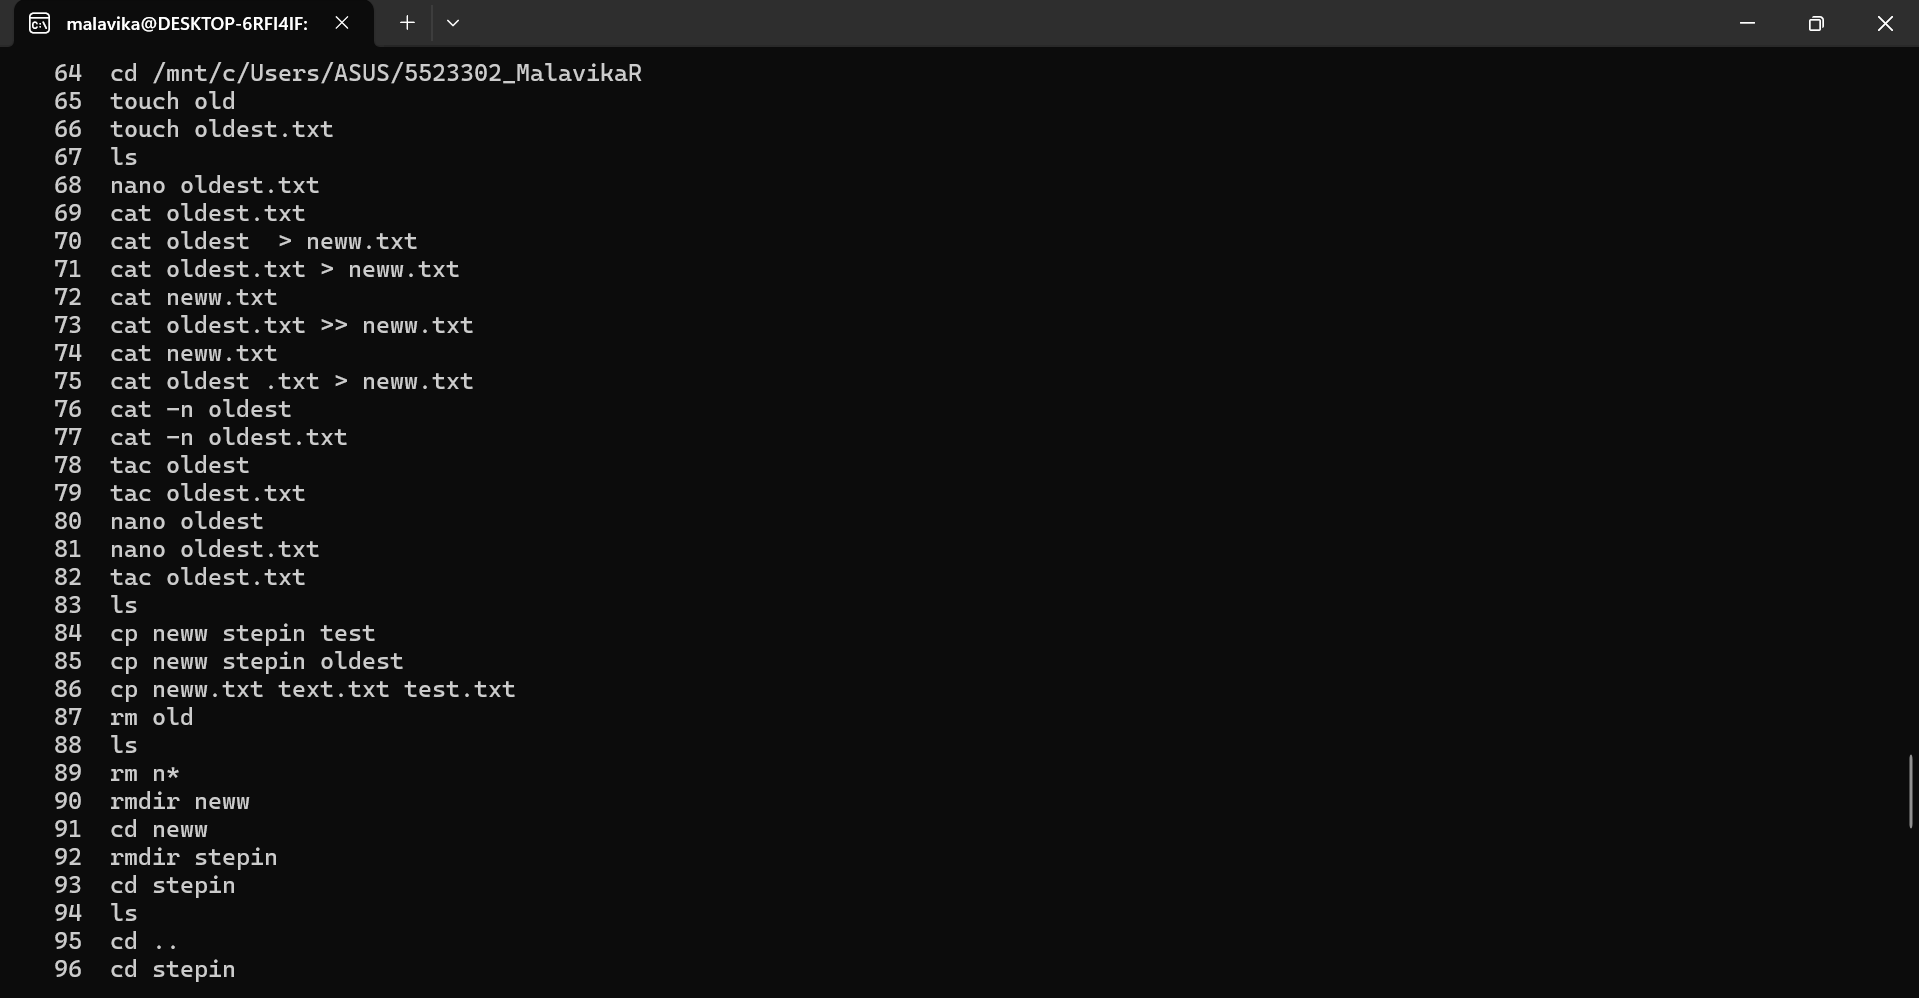 malavika@DESKTOP-6RFI4IF:
64 cd /mnt/c/Users/ASUS/5523302_MalavikaR
65 touch old
66 touch oldest.txt
67 ls
68 nano oldest.txt
69 cat oldest.txt
70 cat oldest  > neww.txt
71 cat oldest.txt > neww.txt
72 cat neww.txt
73 cat oldest.txt >> neww.txt
74 cat neww.txt
75 cat oldest .txt > neww.txt
76 cat -n oldest
77 cat -n oldest.txt
78 tac oldest
79 tac oldest.txt
80 nano oldest
81 nano oldest.txt
82 tac oldest.txt
83 ls
84 cp neww stepin test
85 cp neww stepin oldest
86 cp neww.txt text.txt test.txt
87 rm old
88 ls
89 rm n*
90 rmdir neww
91 cd neww
92 rmdir stepin
93 cd stepin
94 ls
95 cd ..
96 cd stepin